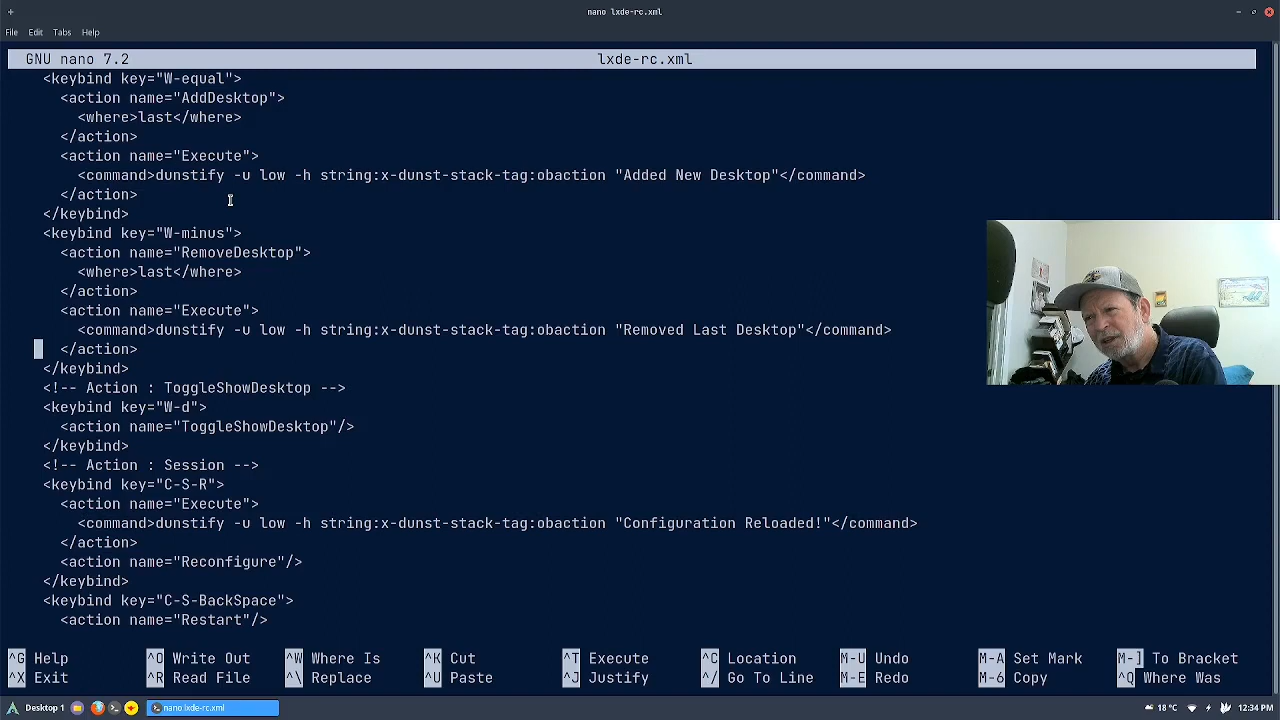 nano lxde-rc.xml
File Edit Tabs Help
GNU nano 7.2 lxde-rc.xml
<keybind key="W-equal">
<action name="AddDesktop">
<where>last</where>
</action>
<action name="Execute">
<command>dunstify -u low -h string:x-dunst-stack-tag:obaction "Added New Desktop"</command>
</action>
</keybind>
<keybind key="W-minus">
<action name="RemoveDesktop">
<where>last</where>
</action>
<action name="Execute">
<command>dunstify -u low -h string:x-dunst-stack-tag:obaction "Removed Last Desktop"</command>
</action>
</keybind>
<!-- Action : ToggleShowDesktop -->
<keybind key="W-d">
<action name="ToggleShowDesktop"/>
</keybind>
<!-- Action : Session -->
<keybind key="C-S-R">
<action name="Execute">
<command>dunstify -u low -h string:x-dunst-stack-tag:obaction "Configuration Reloaded!"</command>
</action>
<action name="Reconfigure"/>
</keybind>
<keybind key="C-S-BackSpace">
<action name="Restart"/>
^G Help ^O Write Out ^W Where Is ^K Cut ^T Execute ^C Location M-U Undo M-A Set Mark M-] To Bracket
^X Exit ^R Read File ^\ Replace ^U Paste ^J Justify ^/ Go To Line M-E Redo M-6 Copy ^Q Where Was
Desktop 1 nano lxde-rc.xml 18°C 12:34 PM